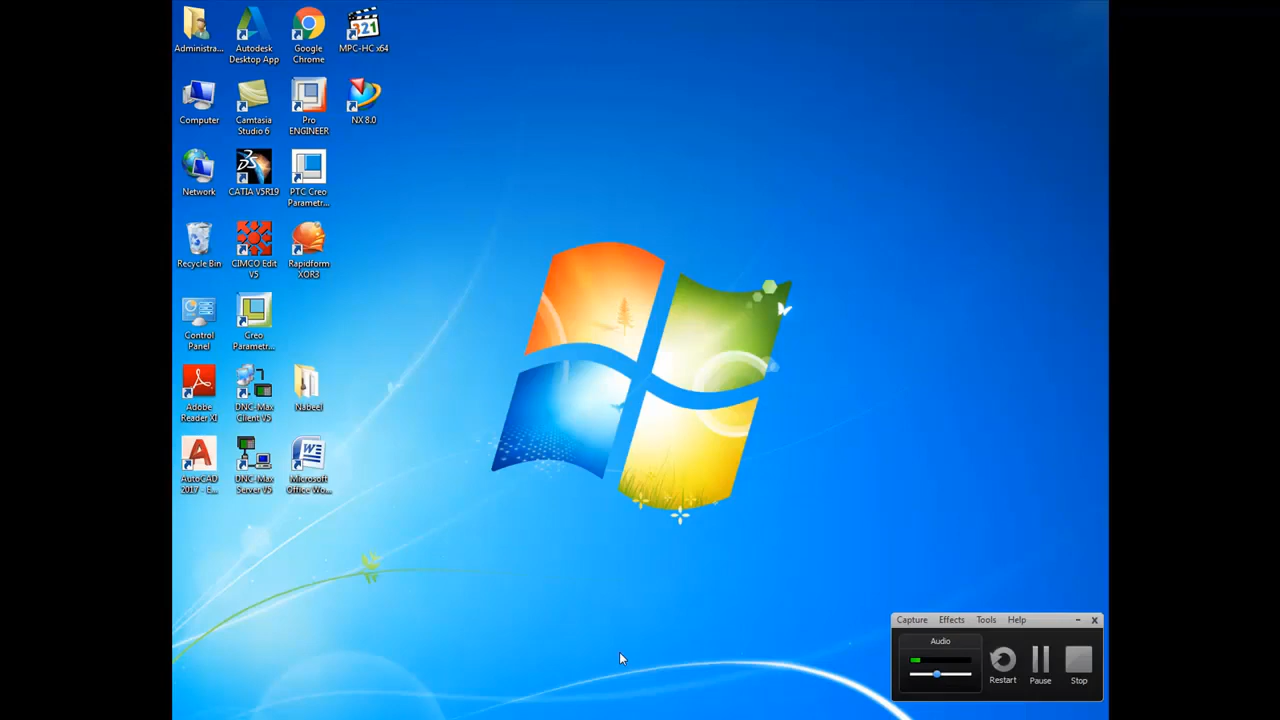 Administra...
Autodesk
Desktop App
Google
Chrome
MPC-HC x64
Computer
Camtasia
Studio 6
Pro
ENGINEER
NX 8.0
Network
CATIA V5R19
PTC Creo
Parametr...
Recycle Bin
CIMCO Edit
V5
Rapidform
XOR3
Control
Panel
Creo
Parametr...
Adobe
Reader XI
DNC-Max
Client V5
Nabeel
AutoCAD
2017 - E...
DNC-Max
Server V5
Microsoft
Office Wo...
Capture Effects Tools Help
Audio
Restart
Pause
Stop